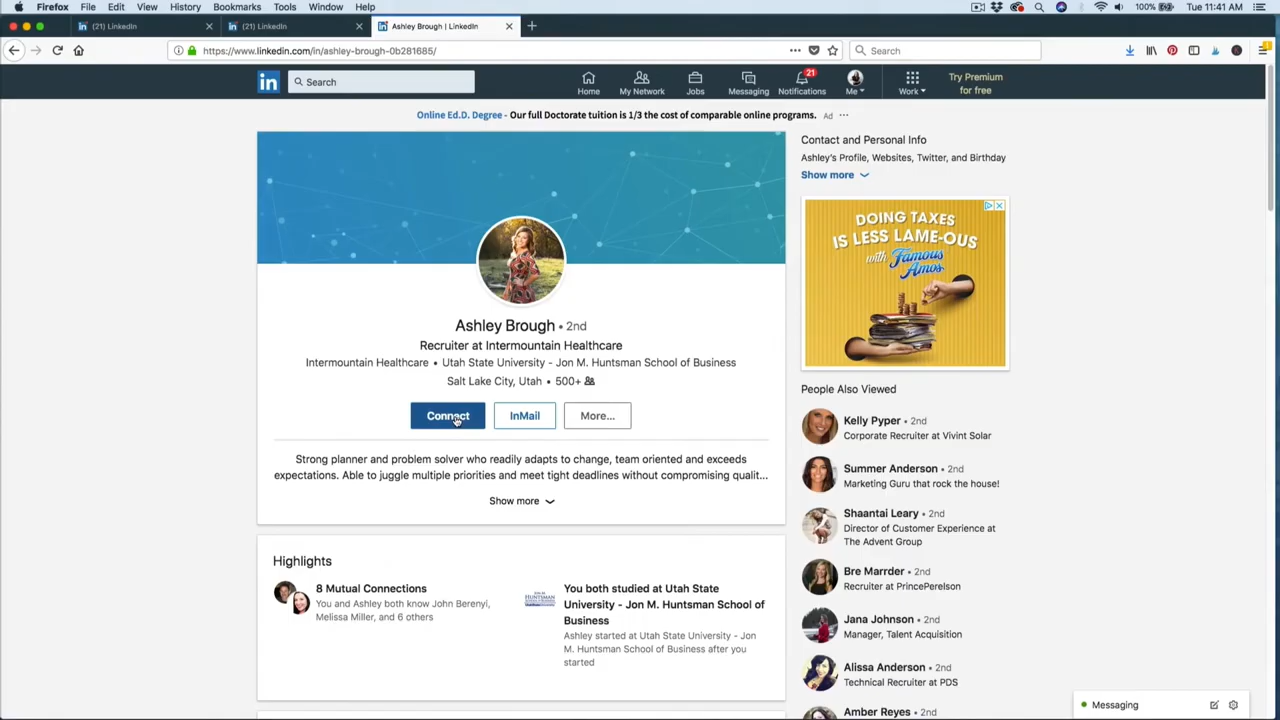 Firefox File Edit View History Bookmarks Tools Window Help
100% Tue 11:41 AM
(21) LinkedIn
(21) LinkedIn
Ashley Brough | LinkedIn
https://www.linkedin.com/in/ashley-brough-0b281685/
Search
in
Search
Home
My Network
Jobs
Messaging
21
Notifications
Me
Work
Try Premium
for free
Online Ed.D. Degree - Our full Doctorate tuition is 1/3 the cost of comparable online programs. Ad
Ashley Brough • 2nd
Recruiter at Intermountain Healthcare
Intermountain Healthcare • Utah State University - Jon M. Huntsman School of Business
Salt Lake City, Utah • 500+
Connect
InMail
More...
Strong planner and problem solver who readily adapts to change, team oriented and exceeds
expectations. Able to juggle multiple priorities and meet tight deadlines without compromising qualit...
Show more
Highlights
8 Mutual Connections
You and Ashley both know John Berenyi,
Melissa Miller, and 6 others
You both studied at Utah State
University - Jon M. Huntsman School of
Business
Ashley started at Utah State University - Jon
M. Huntsman School of Business after you
started
Contact and Personal Info
Ashley's Profile, Websites, Twitter, and Birthday
Show more
DOING TAXES
IS LESS LAME-OUS
with Famous
Amos
People Also Viewed
Kelly Pyper • 2nd
Corporate Recruiter at Vivint Solar
Summer Anderson • 2nd
Marketing Guru that rock the house!
Shaantai Leary • 2nd
Director of Customer Experience at
The Advent Group
Bre Marrder • 2nd
Recruiter at PrincePerelson
Jana Johnson • 2nd
Manager, Talent Acquisition
Alissa Anderson • 2nd
Technical Recruiter at PDS
Amber Reyes • 2nd
Messaging